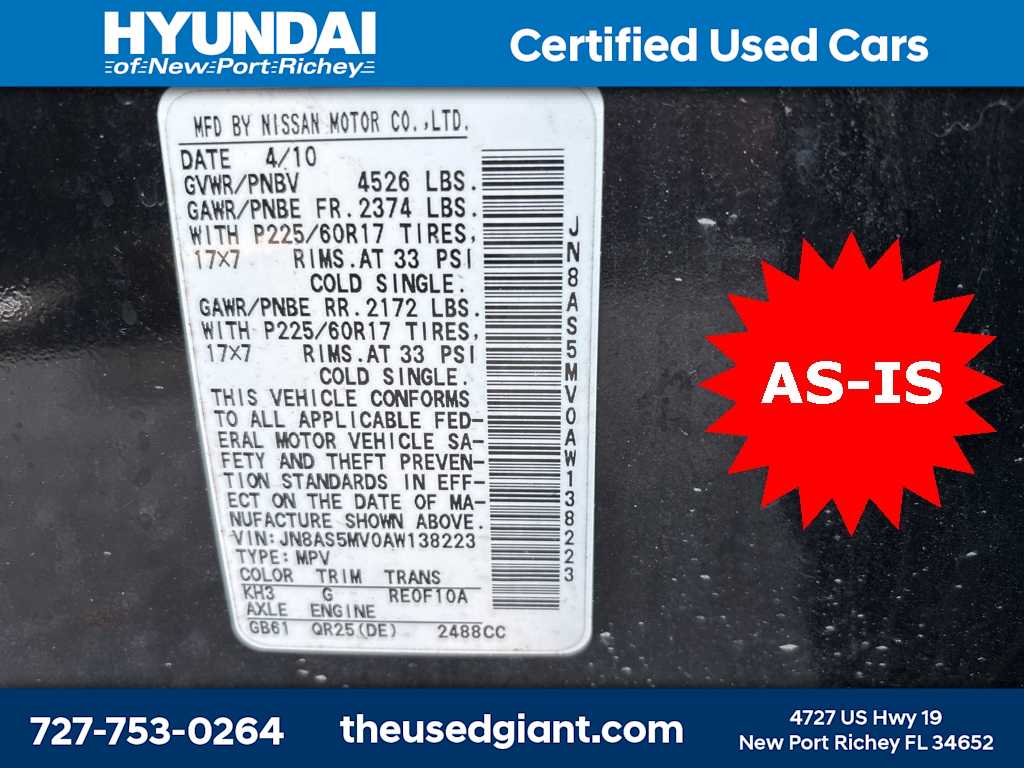 HYUNDAI
of New Port Richey
Certified Used Cars
MFD BY NISSAN MOTOR CO.,LTD.
DATE 4/10
GVWR/PNBV 4526 LBS.
GAWR/PNBE FR.2374 LBS.
WITH P225/60R17 TIRES,
17X7 RIMS.AT 33 PSI
COLD SINGLE.
GAWR/PNBE RR.2172 LBS.
WITH P225/60R17 TIRES,
17X7 RIMS.AT 33 PSI
COLD SINGLE.
THIS VEHICLE CONFORMS
TO ALL APPLICABLE FED-
ERAL MOTOR VEHICLE SA-
FETY AND THEFT PREVEN-
TION STANDARDS IN EFF-
ECT ON THE DATE OF MA-
NUFACTURE SHOWN ABOVE.
VIN:JN8AS5MV0AW138223
TYPE:MPV
COLOR TRIM TRANS
KH3 G RE0F10A
AXLE ENGINE
GB61 QR25(DE) 2488CC
JN8AS5MV0AW138223
AS-IS
727-753-0264
theusedgiant.com
4727 US Hwy 19
New Port Richey FL 34652